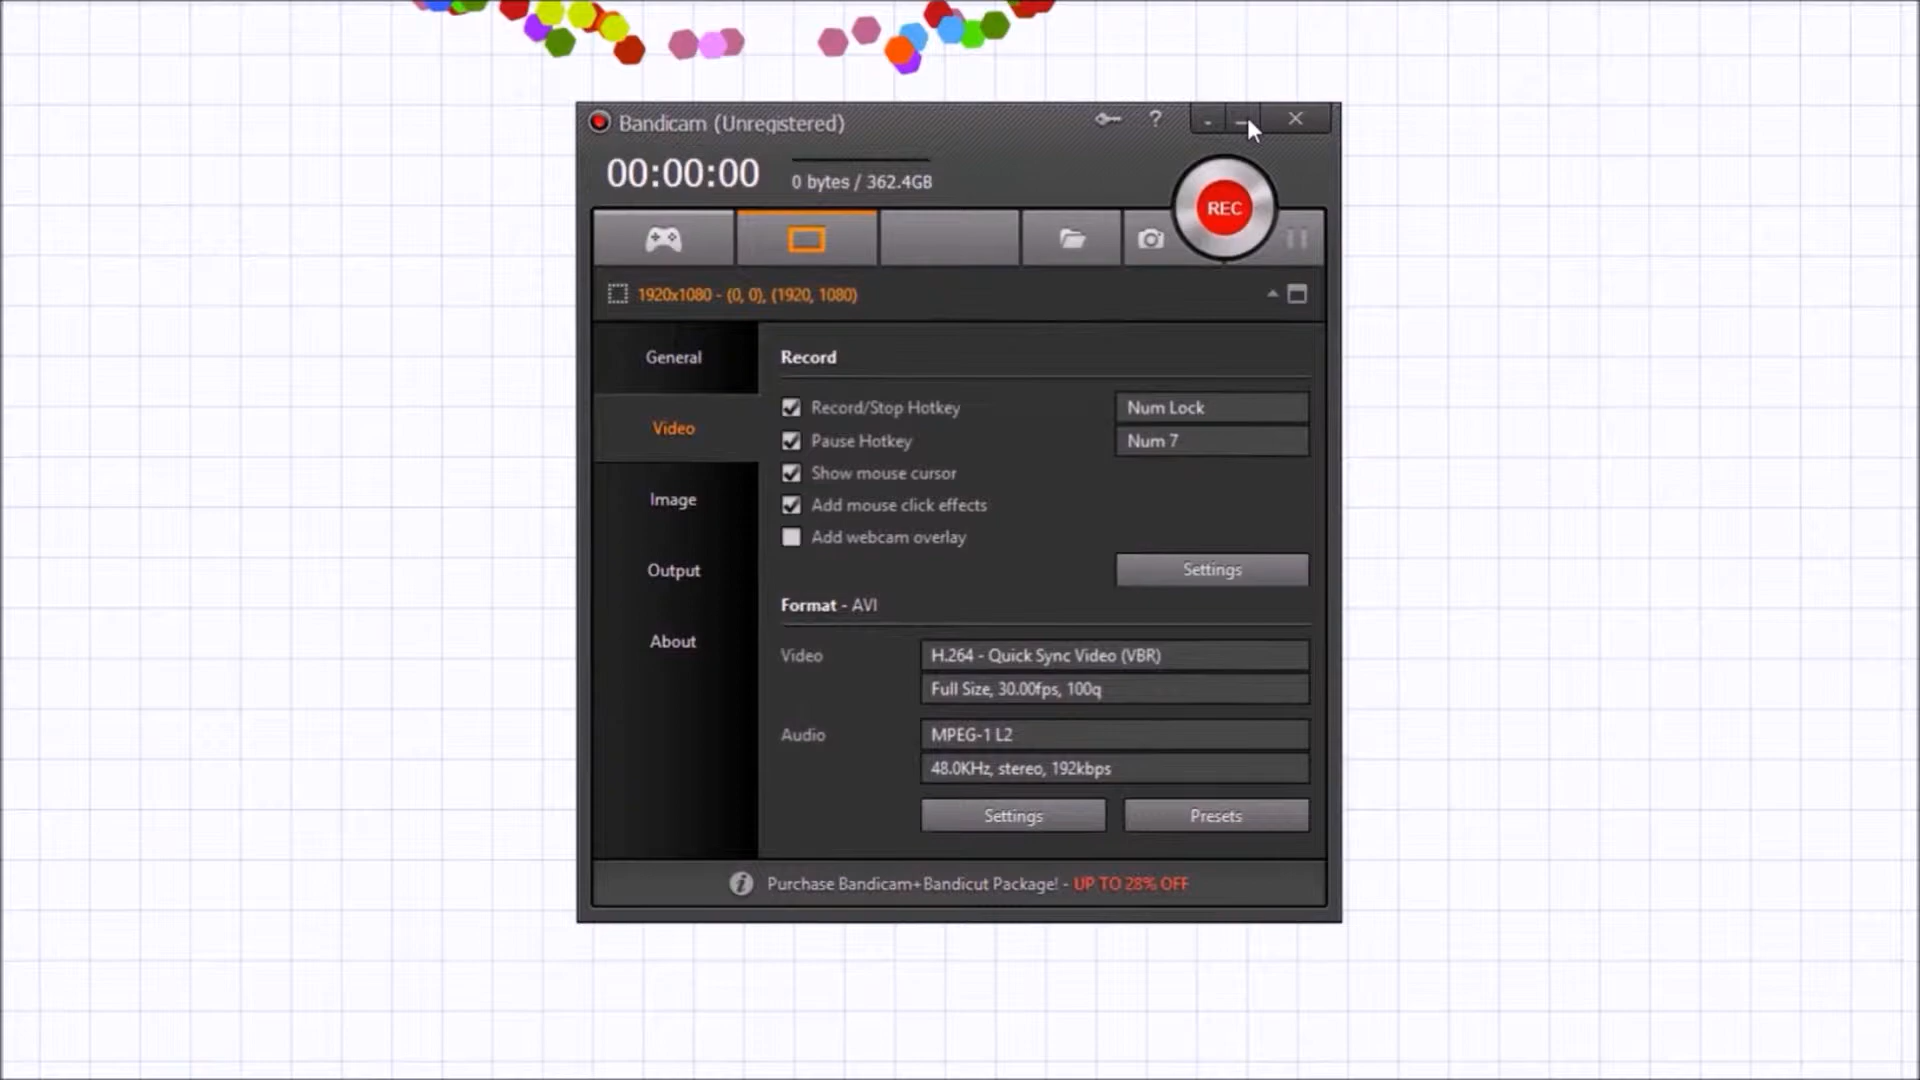 Bandicam (Unregistered)
?
00:00:00
0 bytes / 362.4GB
REC
1920x1080 - (0, 0), (1920, 1080)
General
Video
Image
Output
About
Record
Record/Stop Hotkey
Num Lock
Pause Hotkey
Num 7
Show mouse cursor
Add mouse click effects
Add webcam overlay
Settings
Format - AVI
Video
H.264 - Quick Sync Video (VBR)
Full Size, 30.00fps, 100q
Audio
MPEG-1 L2
48.0KHz, stereo, 192kbps
Settings
Presets
Purchase Bandicam+Bandicut Package! - UP TO 28% OFF